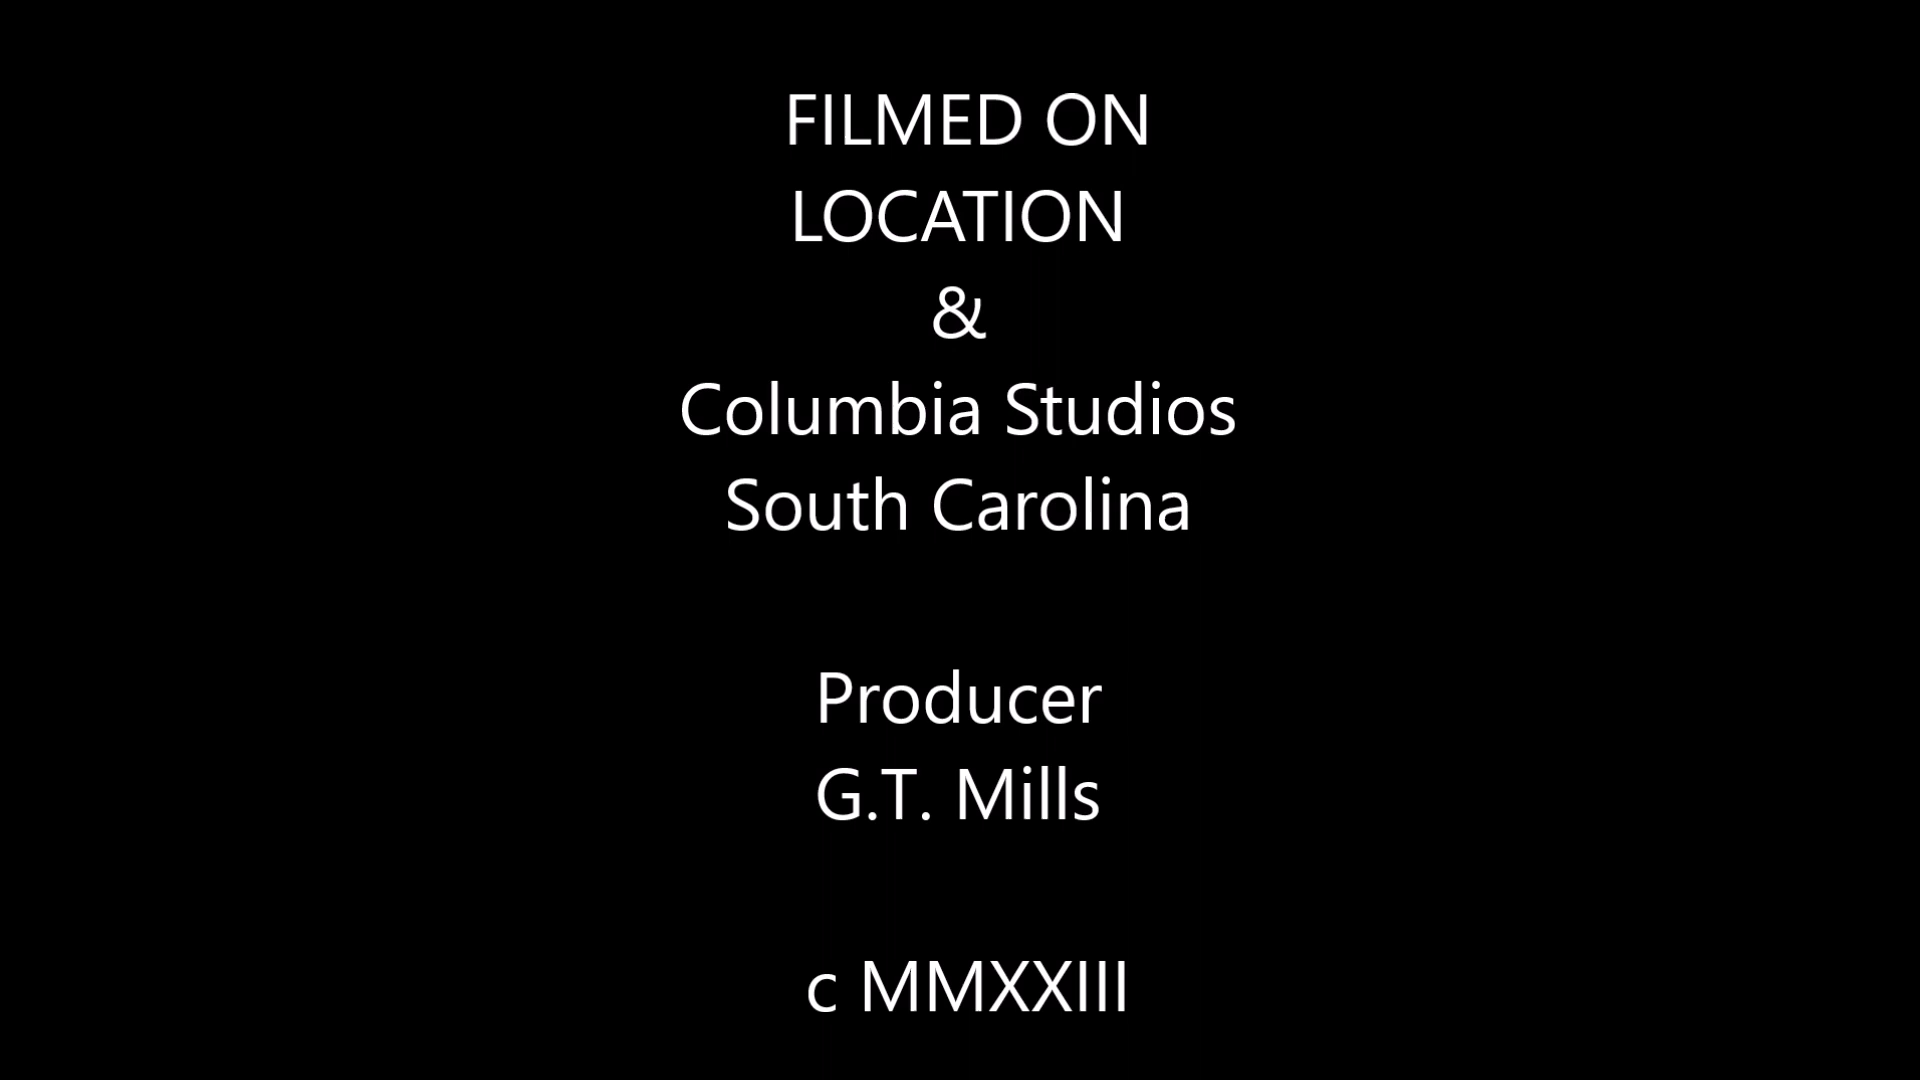 FILMED ON
LOCATION
&
Columbia Studios
South Carolina
Producer
G.T. Mills
c MMXXIII